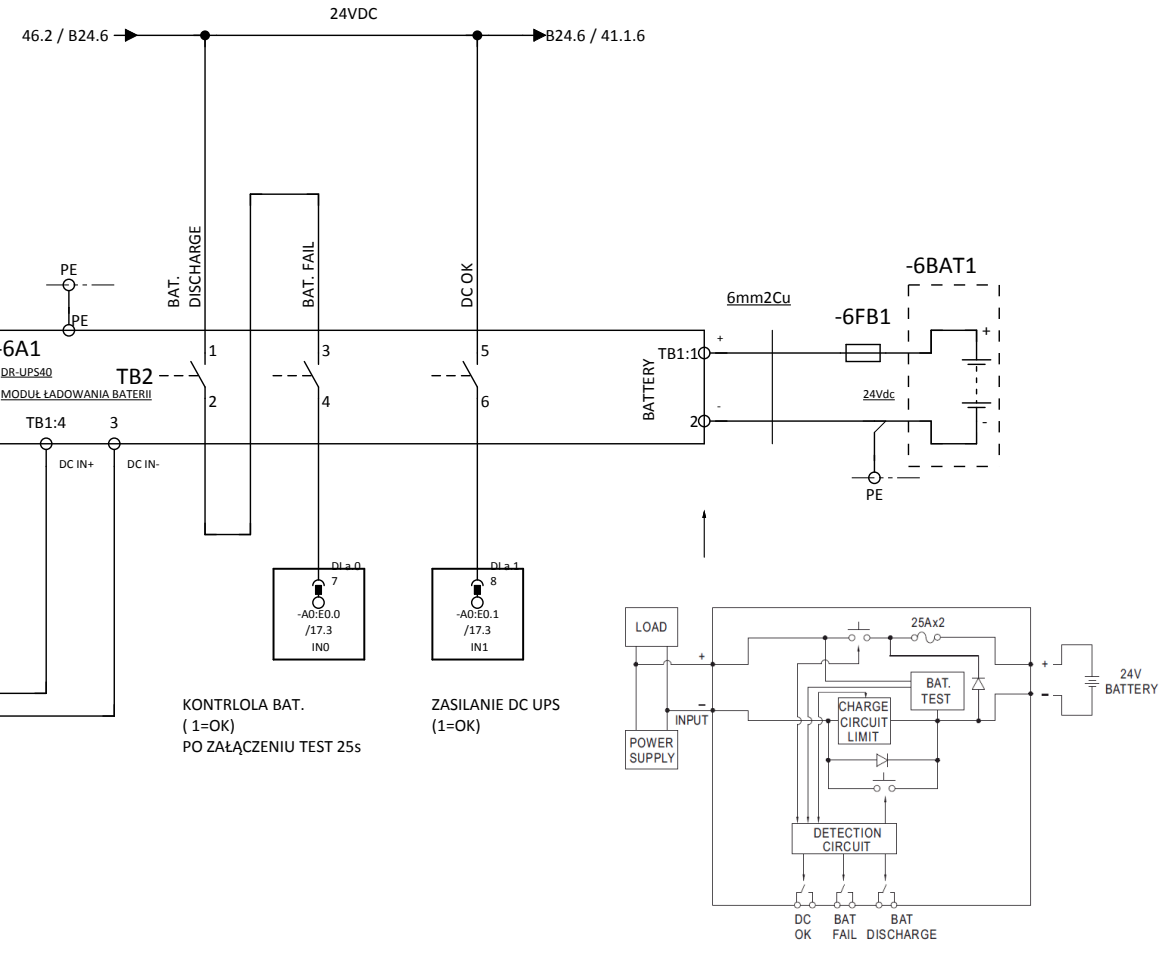 24VDC
46.2 / B24.6
B24.6 / 41.1.6
BAT.
DISCHARGE
BAT. FAIL
DC OK
PE
PE
-6A1
DR-UPS40
MODUŁ ŁADOWANIA BATERII
TB2
1
2
3
4
5
6
BATTERY
TB1:1
+
2
-
6mm2Cu
-6FB1
-6BAT1
+
-
24Vdc
PE
TB1:4
3
DC IN+
DC IN-
DI a.0
7
-A0:E0.0
/17.3
IN0
DI a.1
8
-A0:E0.1
/17.3
IN1
KONTRLOLA BAT.
( 1=OK)
PO ZAŁĄCZENIU TEST 25s
ZASILANIE DC UPS
(1=OK)
LOAD
+
–
INPUT
POWER
SUPPLY
25Ax2
BAT.
TEST
CHARGE
CIRCUIT
LIMIT
+
–
24V
BATTERY
DETECTION
CIRCUIT
DC
OK
BAT
FAIL
BAT
DISCHARGE